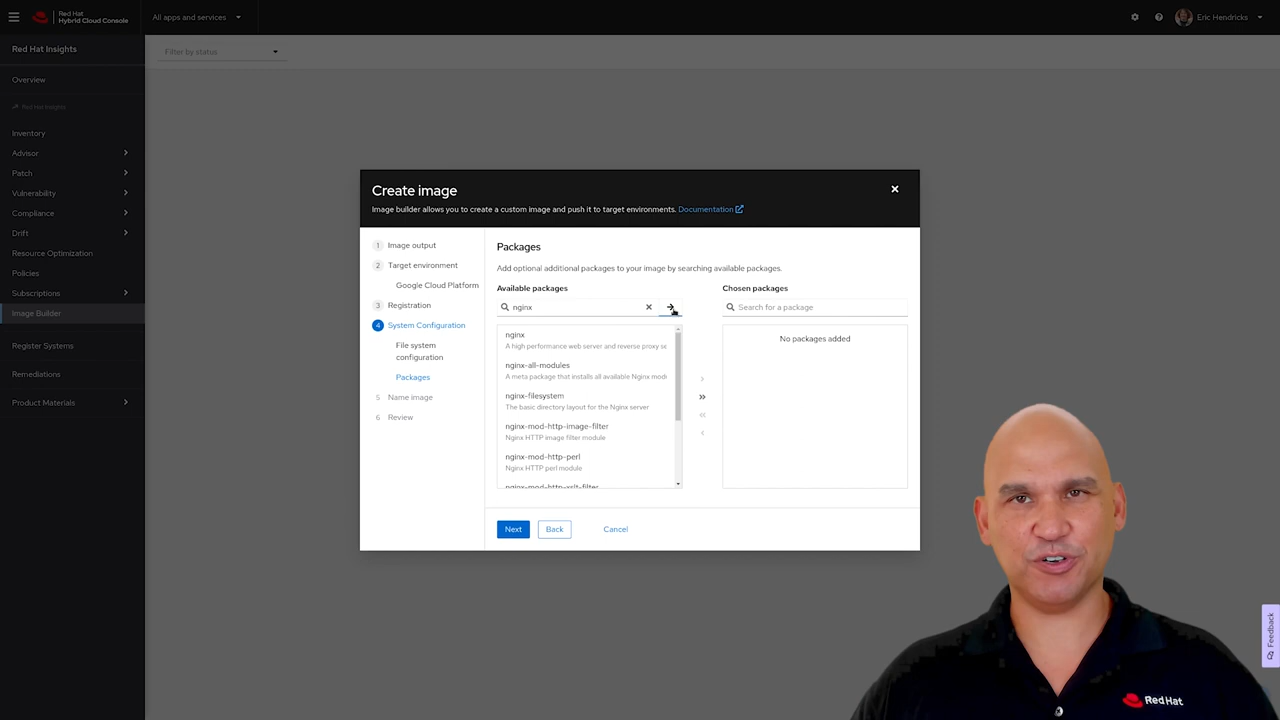 Red Hat
Hybrid Cloud Console
All apps and services
Eric Hendricks
Red Hat Insights
Filter by status
Overview
Red Hat Insights
Inventory
Advisor
Patch
Vulnerability
Compliance
Drift
Resource Optimization
Policies
Subscriptions
Image Builder
Register Systems
Remediations
Product Materials
Create image
Image builder allows you to create a custom image and push it to target environments. Documentation
1 Image output
2 Target environment
Google Cloud Platform
3 Registration
4 System Configuration
File system
configuration
Packages
5 Name image
6 Review
Packages
Add optional additional packages to your image by searching available packages.
Available packages
nginx
nginx
A high performance web server and reverse proxy se
nginx-all-modules
A meta package that installs all available Nginx mod
nginx-filesystem
The basic directory layout for the Nginx server
nginx-mod-http-image-filter
Nginx HTTP image filter module
nginx-mod-http-perl
Nginx HTTP perl module
nginx-mod-http-xslt-filter
Chosen packages
Search for a package
No packages added
Next
Back
Cancel
Feedback
Red Hat